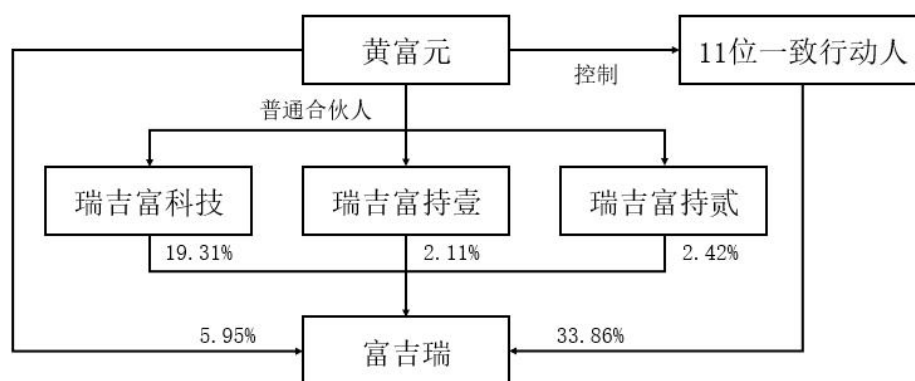 黄富元
11位一致行动人
控制
普通合伙人
瑞吉富科技
瑞吉富持壹
瑞吉富持贰
19.31%
2.11%
2.42%
5.95%
33.86%
富吉瑞